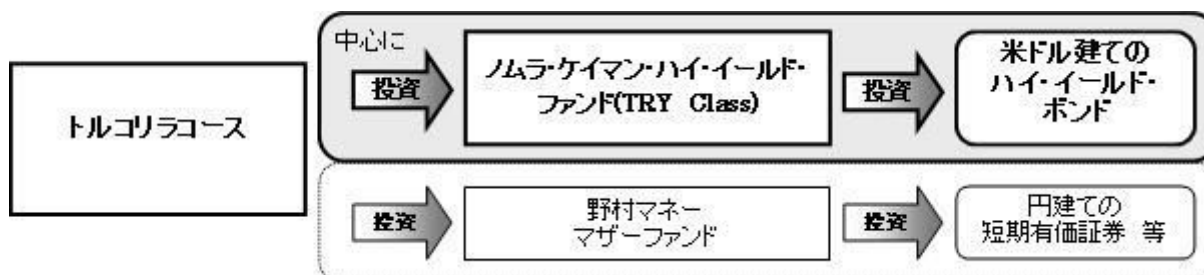 トルコリラコース
中心に
投資
ノムラ・ケイマン・ハイ・イールド・
ファンド(TRY Class)
投資
米ドル建ての
ハイ・イールド・
ボンド
投資
野村マネー
マザーファンド
投資
円建ての
短期有価証券 等